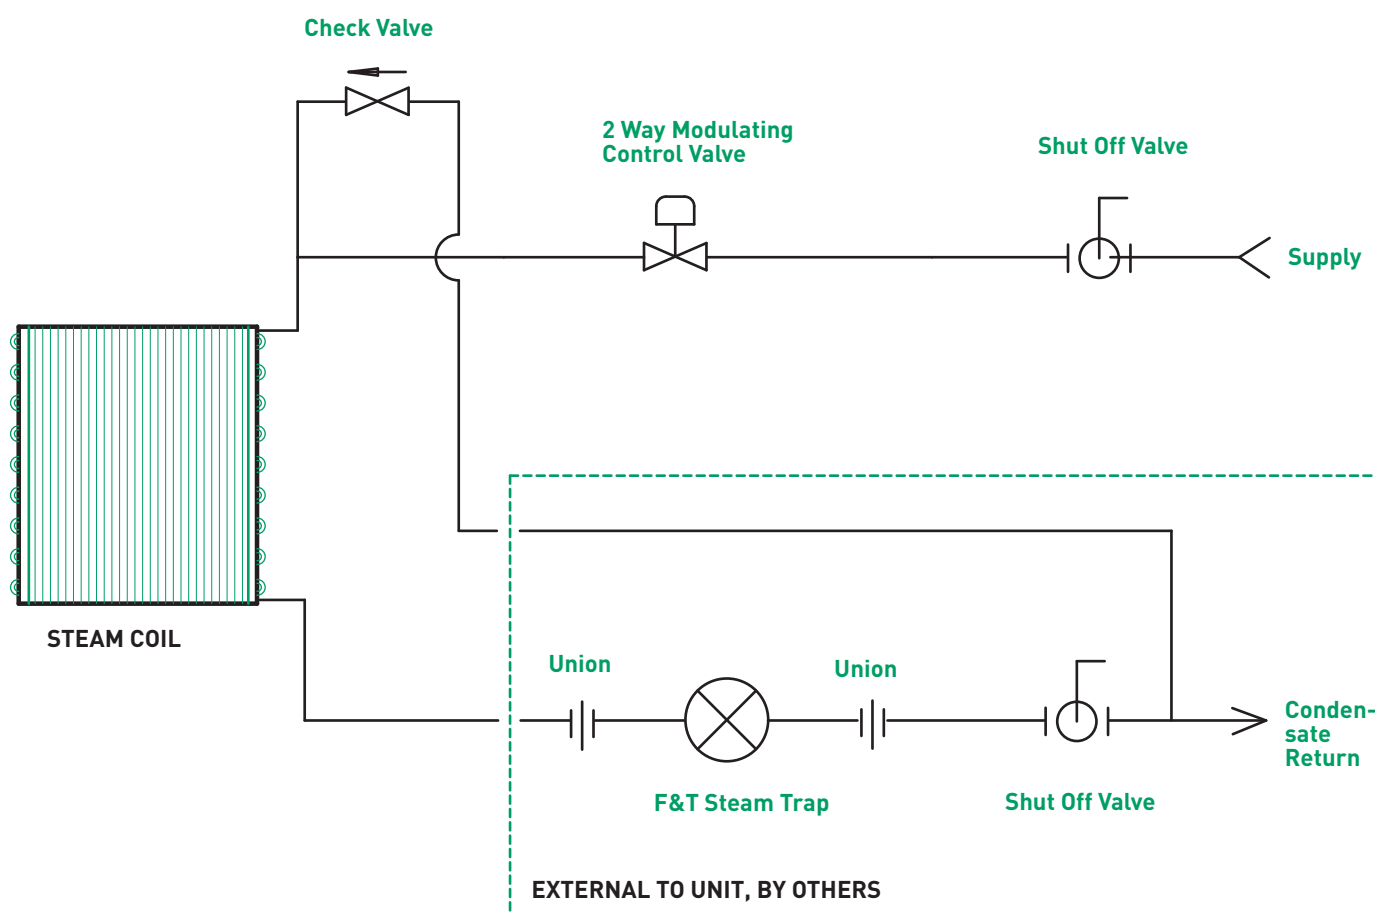 Check Valve
2 Way Modulating
Control Valve
Shut Off Valve
Supply
STEAM COIL
Union
Union
Conden-
sate
Return
F&T Steam Trap
Shut Off Valve
EXTERNAL TO UNIT, BY OTHERS